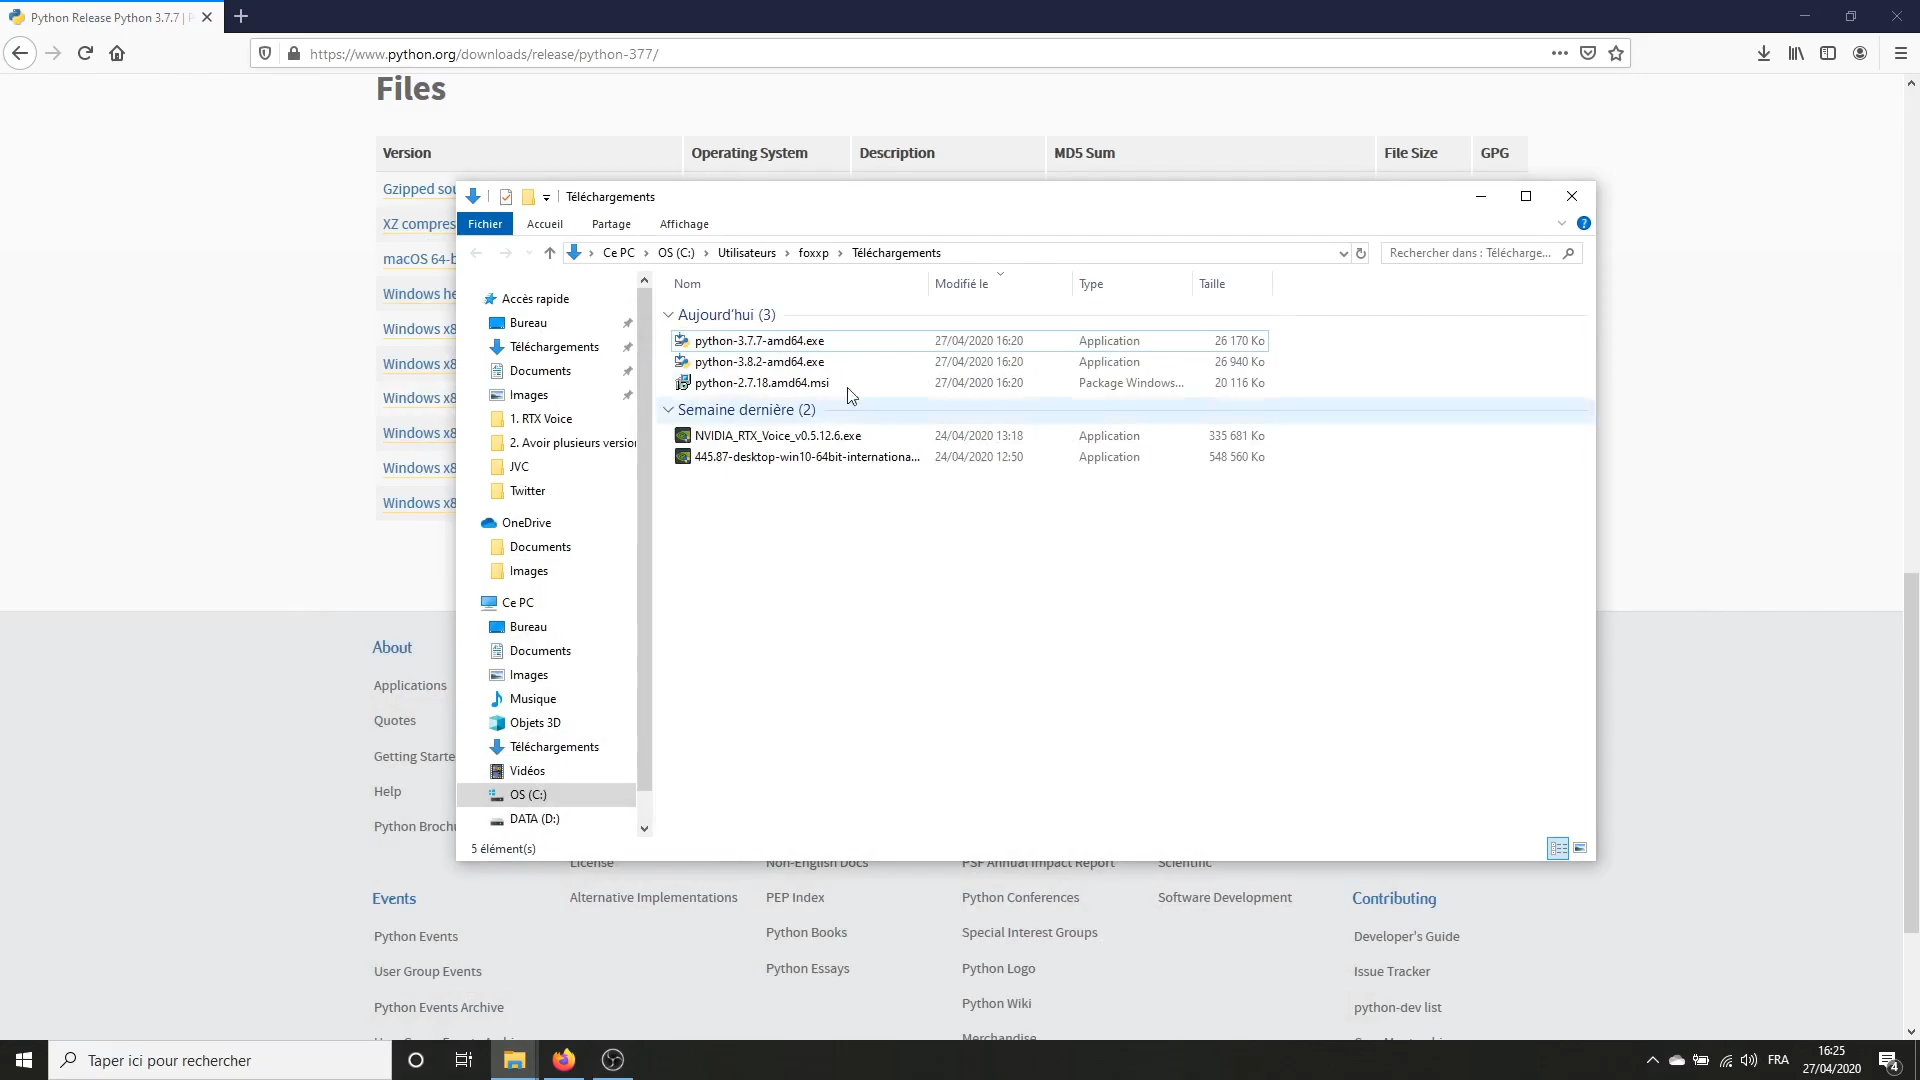 Python Release Python 3.7.7 | P
https://www.python.org/downloads/release/python-377/
Files
Version Operating System Description MD5 Sum File Size GPG
Gzipped sou
XZ compres
macOS 64-b
Windows he
Windows x8
Windows x8
Windows x8
Windows x8
Windows x8
Windows x8
Téléchargements
Fichier Accueil Partage Affichage
Ce PC › OS (C:) › Utilisateurs › foxxp › Téléchargements
Rechercher dans : Télécharge...
Accès rapide
Bureau
Téléchargements
Documents
Images
1. RTX Voice
2. Avoir plusieurs version
JVC
Twitter
OneDrive
Documents
Images
Ce PC
Bureau
Documents
Images
Musique
Objets 3D
Téléchargements
Vidéos
OS (C:)
DATA (D:)
Nom Modifié le Type Taille
Aujourd'hui (3)
python-3.7.7-amd64.exe 27/04/2020 16:20 Application 26 170 Ko
python-3.8.2-amd64.exe 27/04/2020 16:20 Application 26 940 Ko
python-2.7.18.amd64.msi 27/04/2020 16:20 Package Windows... 20 116 Ko
Semaine dernière (2)
NVIDIA_RTX_Voice_v0.5.12.6.exe 24/04/2020 13:18 Application 335 681 Ko
445.87-desktop-win10-64bit-internationa... 24/04/2020 12:50 Application 548 560 Ko
5 élément(s)
About
Applications
Quotes
Getting Starte
Help
Python Brochu
License
Alternative Implementations
Non-English Docs
PEP Index
Python Books
Python Essays
PSF Annual Impact Report
Python Conferences
Special Interest Groups
Python Logo
Python Wiki
Merchandise
Scientific
Software Development
Events
Python Events
User Group Events
Python Events Archive
Contributing
Developer's Guide
Issue Tracker
python-dev list
Taper ici pour rechercher
FRA
16:25
27/04/2020
4